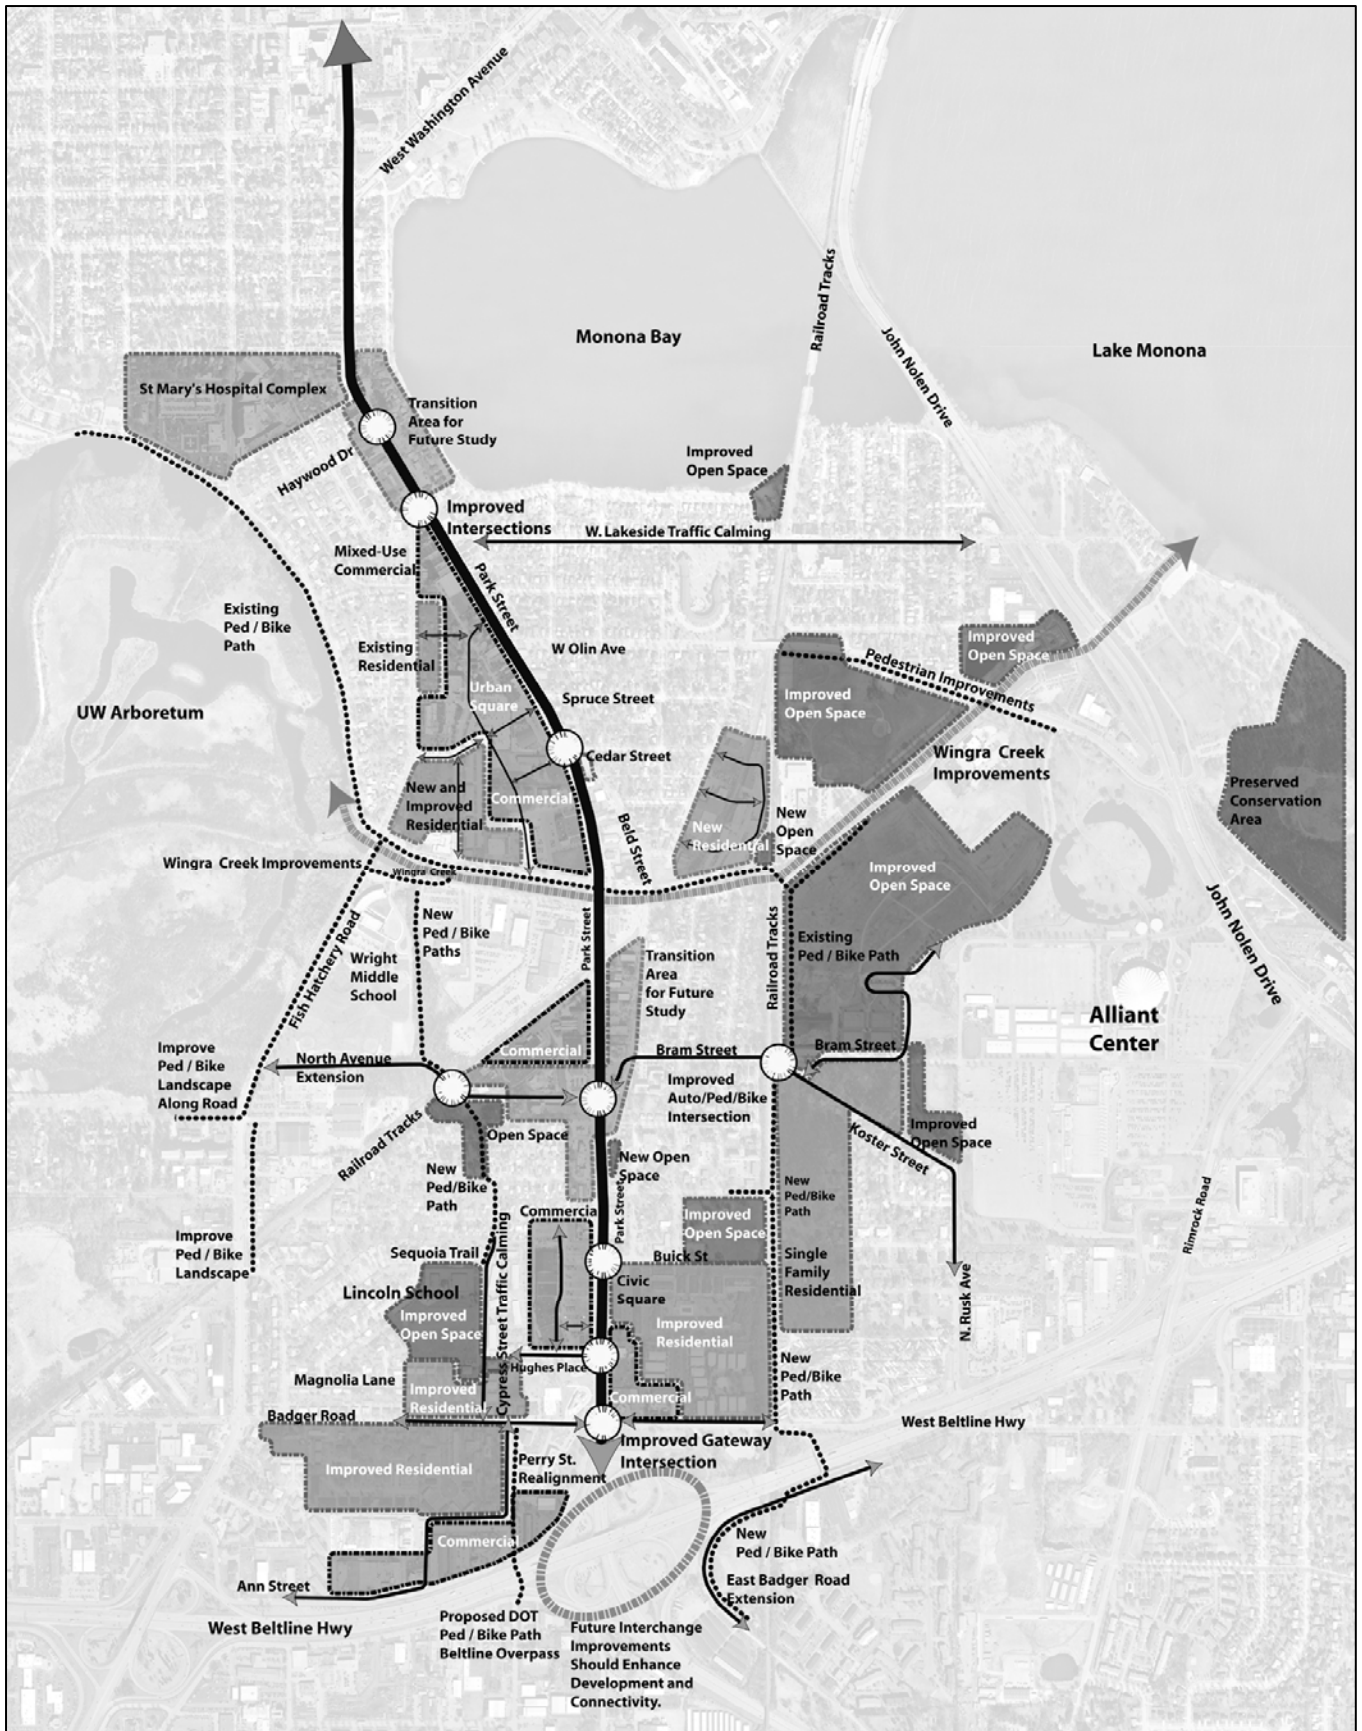 West Washington Avenue
Monona Bay
Railroad Tracks
John Nolen Drive
Lake Monona
St Mary's Hospital Complex
Transition
Area for
Future Study
Haywood Dr
Improved
Open Space
Improved
Intersections
W. Lakeside Traffic Calming
Mixed-Use
Commercial
Park Street
Existing
Ped / Bike
Path
Existing
Residential
W Olin Ave
Improved
Open Space
Pedestrian Improvements
Urban
Square
Spruce Street
Improved
Open Space
UW Arboretum
Cedar Street
Wingra Creek
Improvements
New and
Improved
Residential
Commercial
Preserved
Conservation
Area
New
Residential
New
Open
Space
Beld Street
Wingra Creek Improvements
Wingra Creek
Improved
Open Space
John Nolen Drive
Fish Hatchery Road
New
Ped / Bike
Paths
Park Street
Railroad Tracks
Existing
Ped / Bike Path
Wright
Middle
School
Transition
Area
for Future
Study
Alliant
Center
Improve
Ped / Bike
Landscape
Along Road
North Avenue
Extension
Commercial
Bram Street
Bram Street
Improved
Auto/Ped/Bike
Intersection
Railroad Tracks
Open Space
Koster Street
Improved
Open Space
New
Ped/Bike
Path
New Open
Space
New
Ped/Bike
Path
Rimrock Road
Commercial
Park Street
Improved
Open Space
Improve
Ped / Bike
Landscape
Sequoia Trail
Cypress Street Traffic Calming
Buick St
Single
Family
Residential
N. Rusk Ave
Lincoln School
Civic
Square
Improved
Open Space
Improved
Residential
Hughes Place
New
Ped/Bike
Path
Magnolia Lane
Improved
Residential
Commercial
Badger Road
West Beltline Hwy
Improved Gateway
Intersection
Improved Residential
Perry St.
Realignment
Commercial
New
Ped / Bike Path
Ann Street
East Badger Road
Extension
West Beltline Hwy
Proposed DOT
Ped / Bike Path
Beltline Overpass
Future Interchange
Improvements
Should Enhance
Development and
Connectivity.